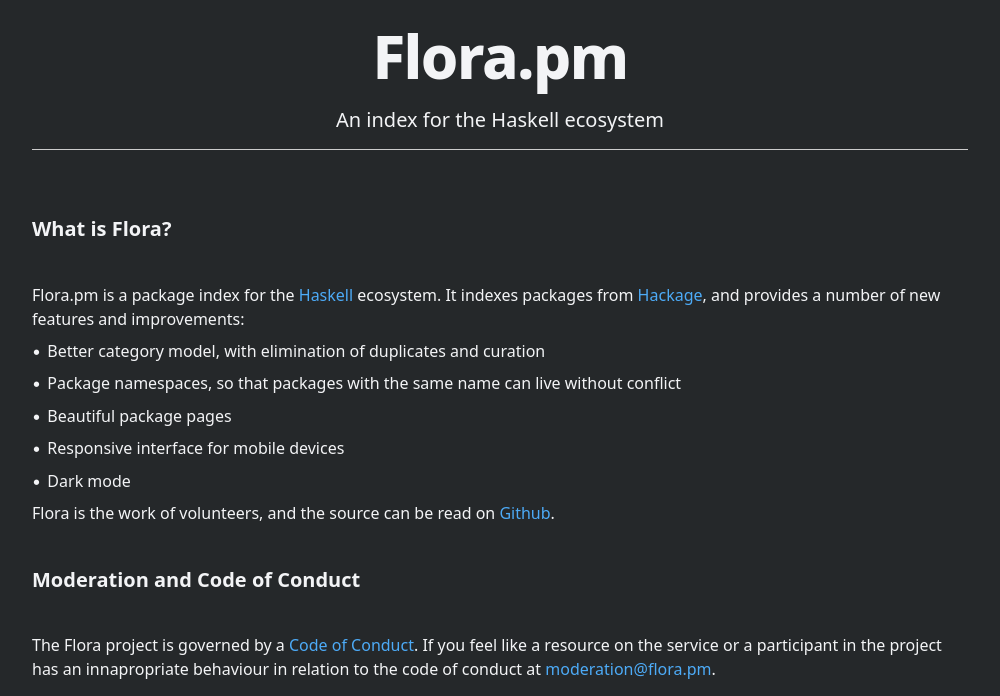 Flora.pm
An index for the Haskell ecosystem
What is Flora?
Flora.pm is a package index for the Haskell ecosystem. It indexes packages from Hackage, and provides a number of new
features and improvements:
• Better category model, with elimination of duplicates and curation
• Package namespaces, so that packages with the same name can live without conflict
• Beautiful package pages
• Responsive interface for mobile devices
• Dark mode
Flora is the work of volunteers, and the source can be read on Github.
Moderation and Code of Conduct
The Flora project is governed by a Code of Conduct. If you feel like a resource on the service or a participant in the project
has an innapropriate behaviour in relation to the code of conduct at moderation@flora.pm.